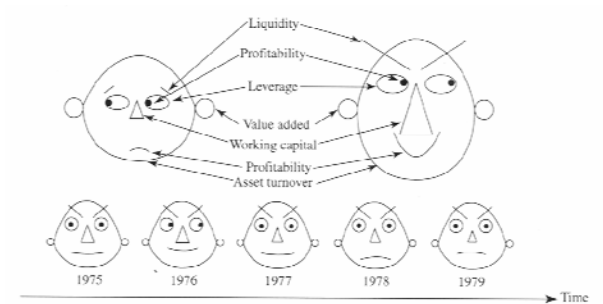 Liquidity
Profitability
Leverage
Value added
Working capital
Profitability
Asset turnover
1975 1976 1977 1978 1979
Time